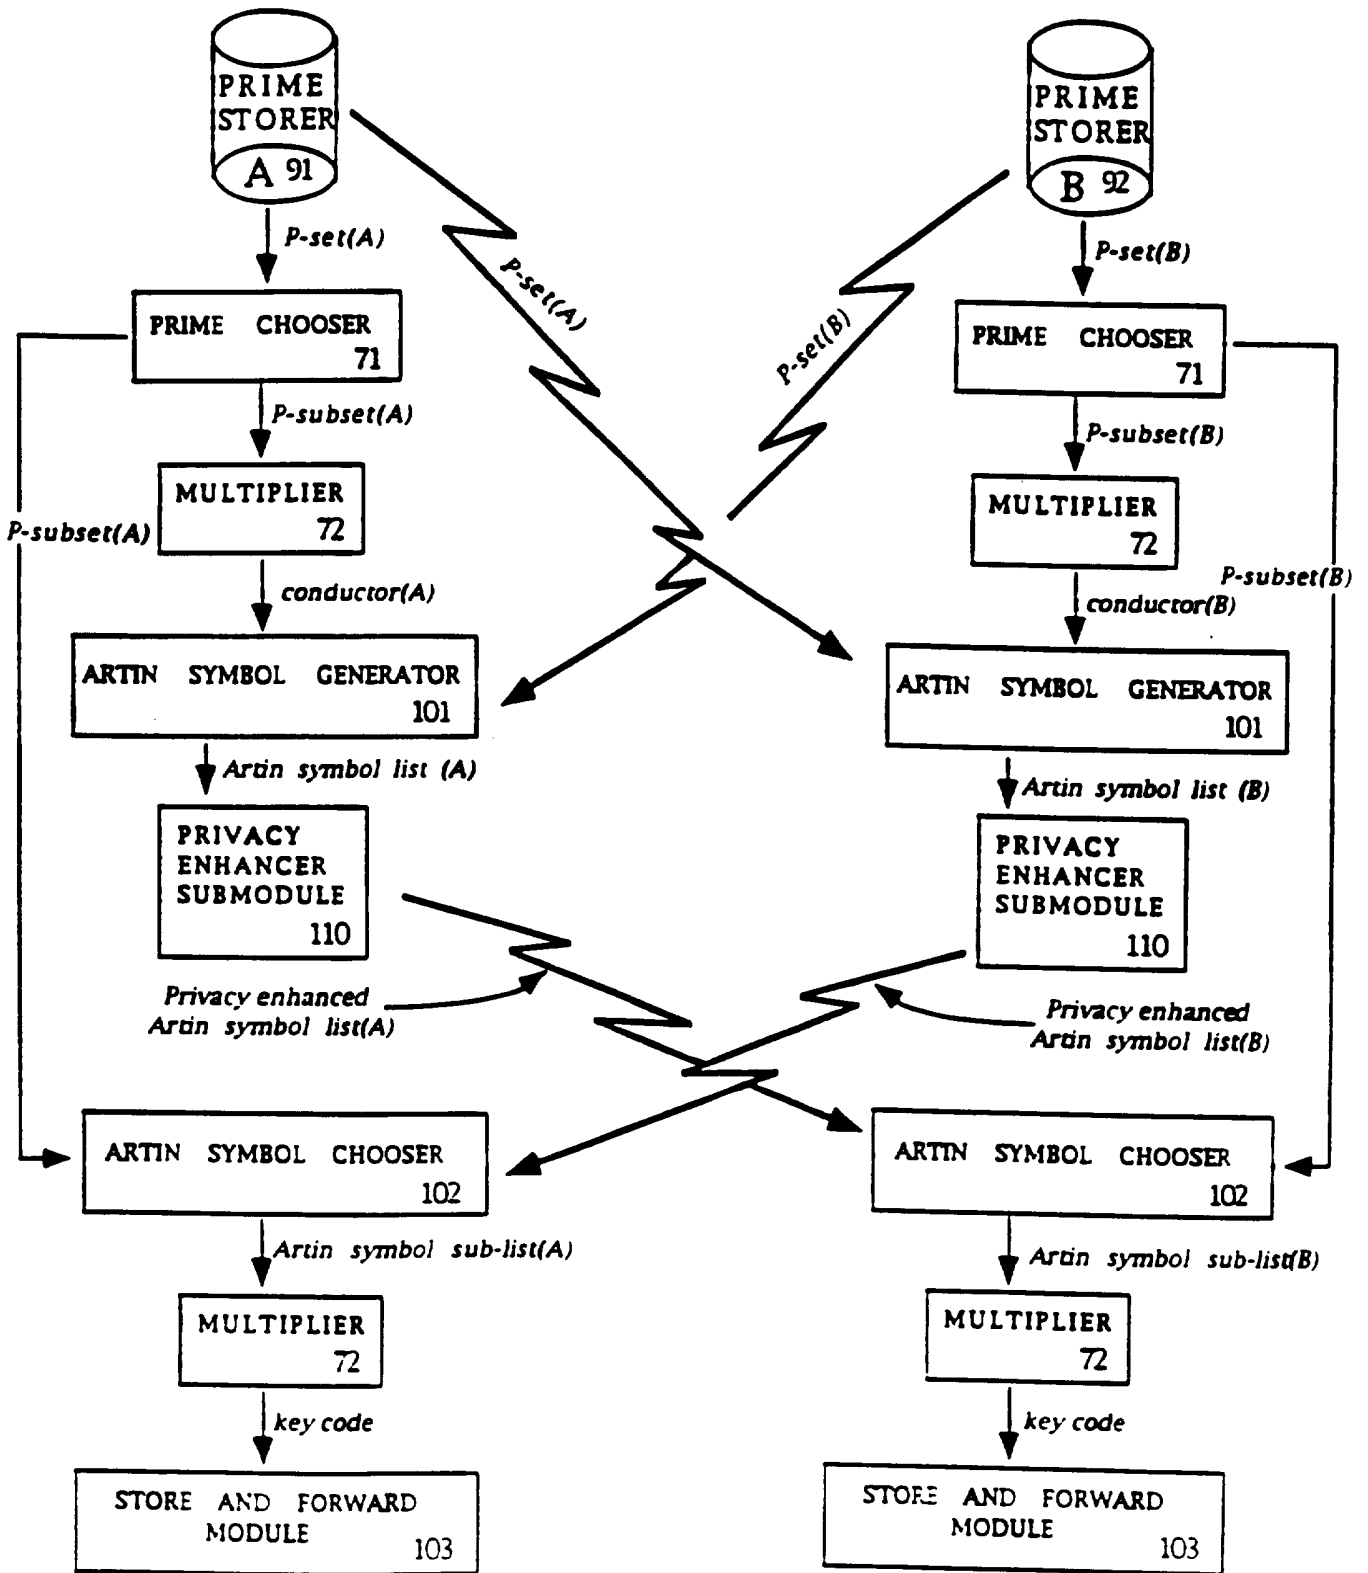 PRIME
STORER
A 91
PRIME
STORER
B 92
P-set(A)
P-set(A)
P-set(B)
P-set(B)
PRIME CHOOSER
71
PRIME CHOOSER
71
P-subset(A)
P-subset(B)
MULTIPLIER
72
MULTIPLIER
72
P-subset(A)
P-subset(B)
conductor(A)
conductor(B)
ARTIN SYMBOL GENERATOR
101
ARTIN SYMBOL GENERATOR
101
Artin symbol list (A)
Artin symbol list (B)
PRIVACY
ENHANCER
SUBMODULE
110
PRIVACY
ENHANCER
SUBMODULE
110
Privacy enhanced
Artin symbol list(A)
Privacy enhanced
Artin symbol list(B)
ARTIN SYMBOL CHOOSER
102
ARTIN SYMBOL CHOOSER
102
Artin symbol sub-list(A)
Artin symbol sub-list(B)
MULTIPLIER
72
MULTIPLIER
72
key code
key code
STORE AND FORWARD
MODULE
103
STORE AND FORWARD
MODULE
103